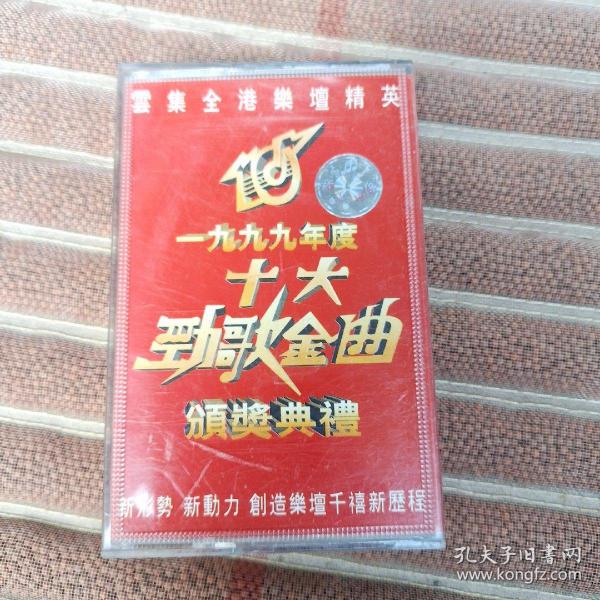 雲集全港樂壇精英
一九九九年度
十大
勁歌金曲
頒獎典禮
新形勢 新動力 創造樂壇千禧新歷程
孔夫子旧书网
www.kongfz.com